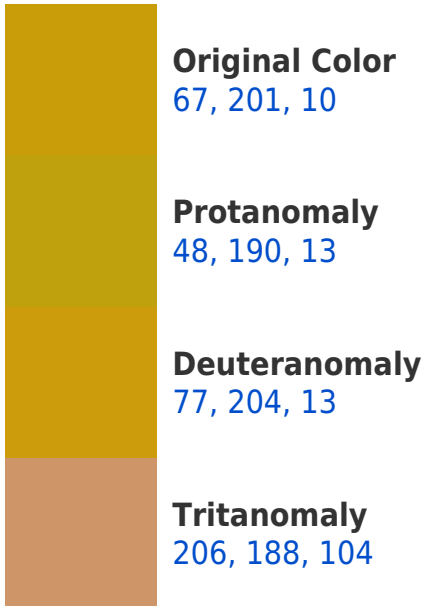 Original Color
67, 201, 10
Protanomaly
48, 190, 13
Deuteranomaly
77, 204, 13
Tritanomaly
206, 188, 104